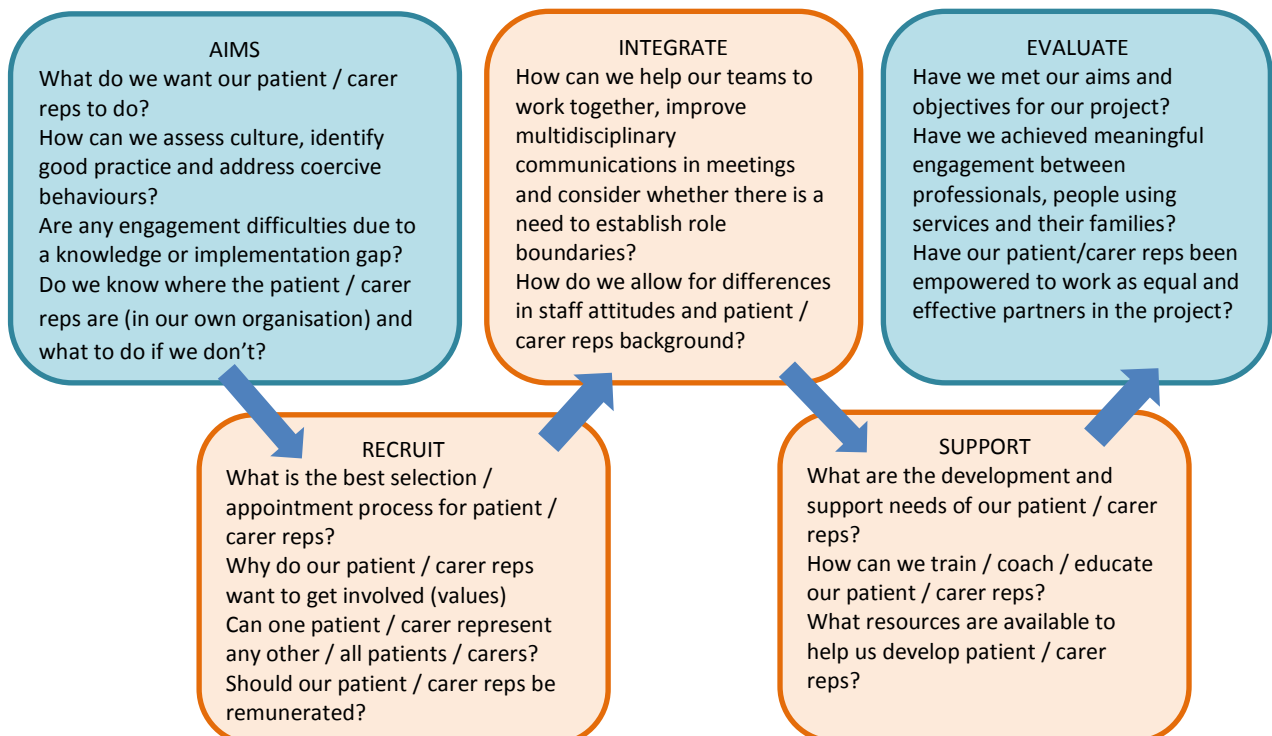 AIMS
What do we want our patient / carer
reps to do?
How can we assess culture, identify
good practice and address coercive
behaviours?
Are any engagement difficulties due to
a knowledge or implementation gap?
Do we know where the patient / carer
reps are (in our own organisation) and
what to do if we don't?
RECRUIT
What is the best selection /
appointment process for patient /
carer reps?
Why do our patient / carer reps
want to get involved (values)
Can one patient / carer represent
any other / all patients / carers?
Should our patient / carer reps be
remunerated?
INTEGRATE
How can we help our teams to
work together, improve
multidisciplinary
communications in meetings
and consider whether there is a
need to establish role
boundaries?
How do we allow for differences
in staff attitudes and patient /
carer reps background?
SUPPORT
What are the development and
support needs of our patient / carer
reps?
How can we train / coach / educate
our patient / carer reps?
What resources are available to
help us develop patient / carer
reps?
EVALUATE
Have we met our aims and
objectives for our project?
Have we achieved meaningful
engagement between
professionals, people using
services and their families?
Have our patient/carer reps been
empowered to work as equal and
effective partners in the project?